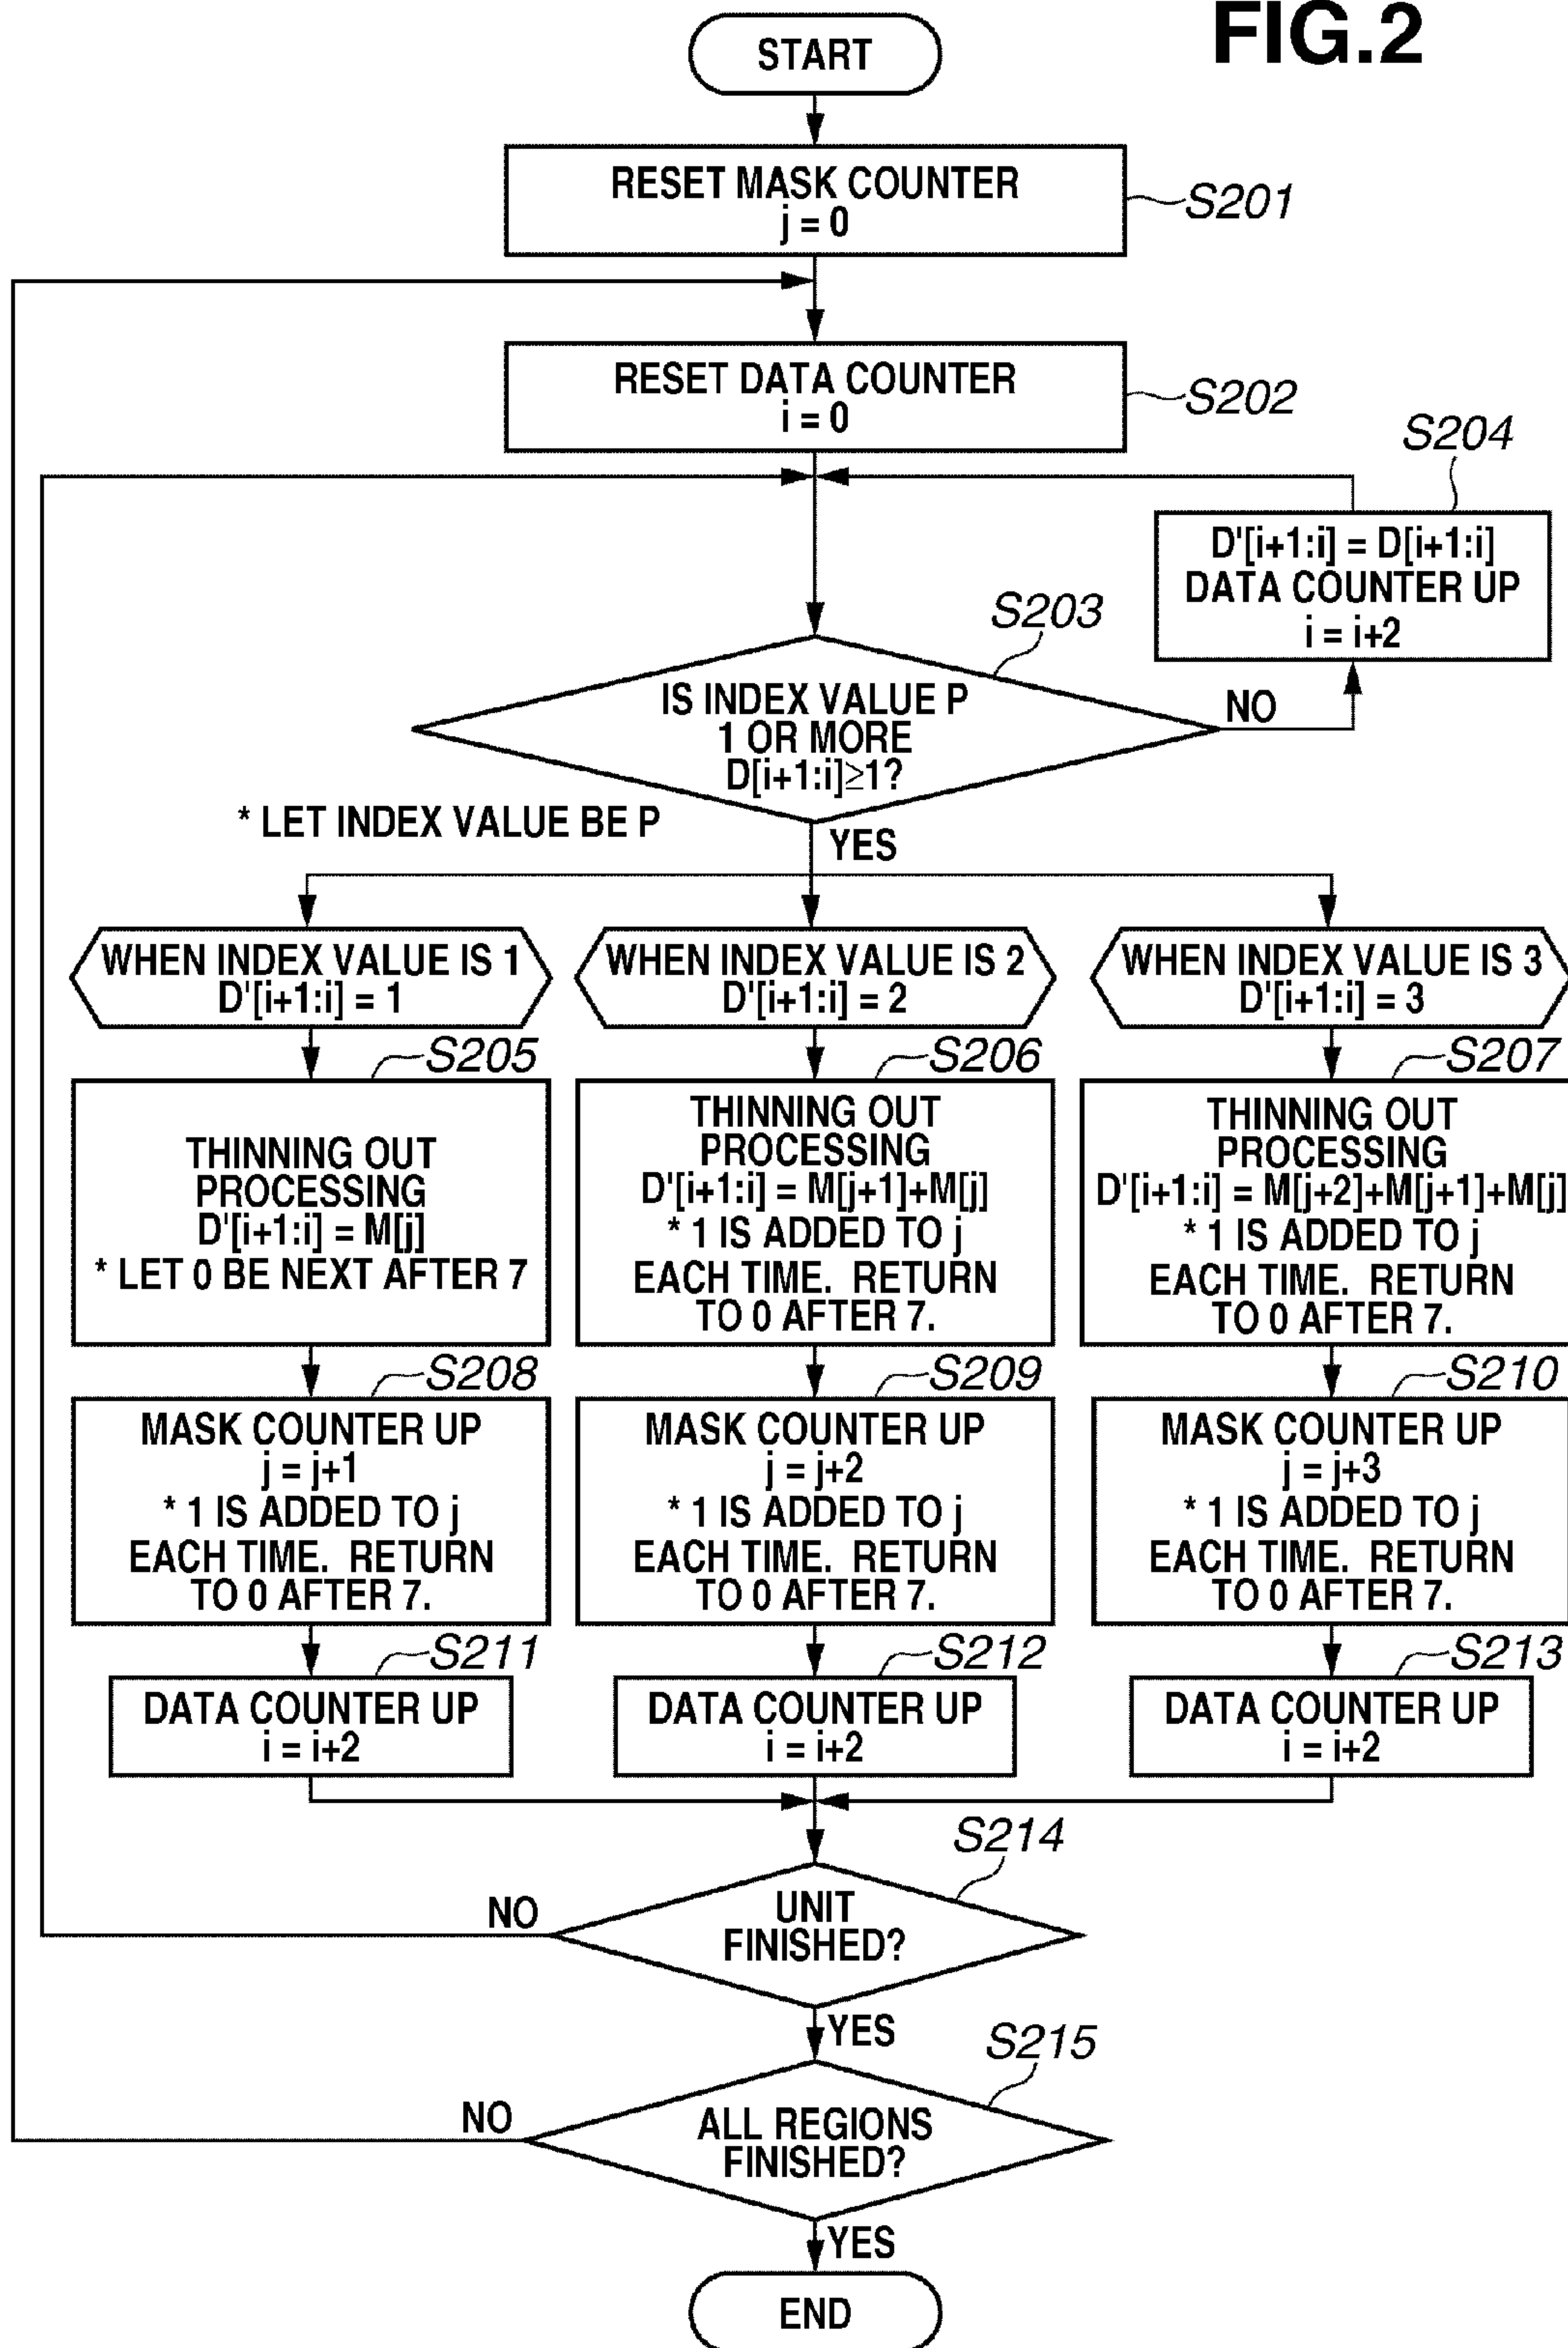 FIG.2
START
RESET MASK COUNTER
j = 0
S201
RESET DATA COUNTER
i = 0
S202
S204
D'[i+1:i] = D[i+1:i]
DATA COUNTER UP
i = i+2
S203
IS INDEX VALUE P
1 OR MORE
D[i+1:i]≥1?
NO
* LET INDEX VALUE BE P
YES
WHEN INDEX VALUE IS 1
D'[i+1:i] = 1
WHEN INDEX VALUE IS 2
D'[i+1:i] = 2
WHEN INDEX VALUE IS 3
D'[i+1:i] = 3
S205
THINNING OUT
PROCESSING
D'[i+1:i] = M[j]
* LET 0 BE NEXT AFTER 7
S206
THINNING OUT
PROCESSING
D'[i+1:i] = M[j+1]+M[j]
* 1 IS ADDED TO j
EACH TIME. RETURN
TO 0 AFTER 7.
S207
THINNING OUT
PROCESSING
D'[i+1:i] = M[j+2]+M[j+1]+M[j]
* 1 IS ADDED TO j
EACH TIME. RETURN
TO 0 AFTER 7.
S208
MASK COUNTER UP
j = j+1
* 1 IS ADDED TO j
EACH TIME. RETURN
TO 0 AFTER 7.
S209
MASK COUNTER UP
j = j+2
* 1 IS ADDED TO j
EACH TIME. RETURN
TO 0 AFTER 7.
S210
MASK COUNTER UP
j = j+3
* 1 IS ADDED TO j
EACH TIME. RETURN
TO 0 AFTER 7.
S211
DATA COUNTER UP
i = i+2
S212
DATA COUNTER UP
i = i+2
S213
DATA COUNTER UP
i = i+2
S214
UNIT
FINISHED?
NO
YES
S215
ALL REGIONS
FINISHED?
NO
YES
END